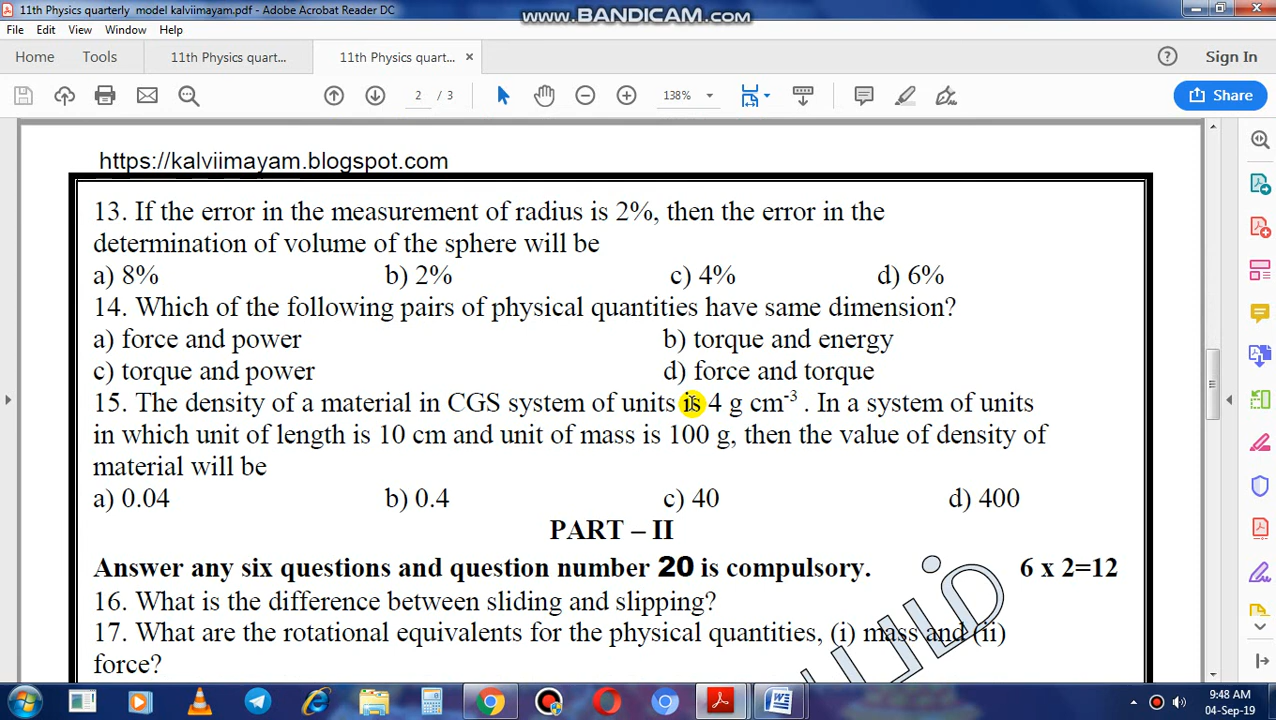 11th Physics quarterly model kalviimayam.pdf - Adobe Acrobat Reader DC
www.BANDICAM.com
File Edit View Window Help
Home Tools 11th Physics quart... 11th Physics quart... ×
? Sign In
2 / 3 138% Share
https://kalviimayam.blogspot.com
13. If the error in the measurement of radius is 2%, then the error in the
determination of volume of the sphere will be
a) 8% b) 2% c) 4% d) 6%
14. Which of the following pairs of physical quantities have same dimension?
a) force and power b) torque and energy
c) torque and power d) force and torque
15. The density of a material in CGS system of units is 4 g cm⁻³ . In a system of units
in which unit of length is 10 cm and unit of mass is 100 g, then the value of density of
material will be
a) 0.04 b) 0.4 c) 40 d) 400
PART – II
Answer any six questions and question number 20 is compulsory. 6 x 2=12
16. What is the difference between sliding and slipping?
17. What are the rotational equivalents for the physical quantities, (i) mass and (ii)
force?
9:48 AM
04-Sep-19